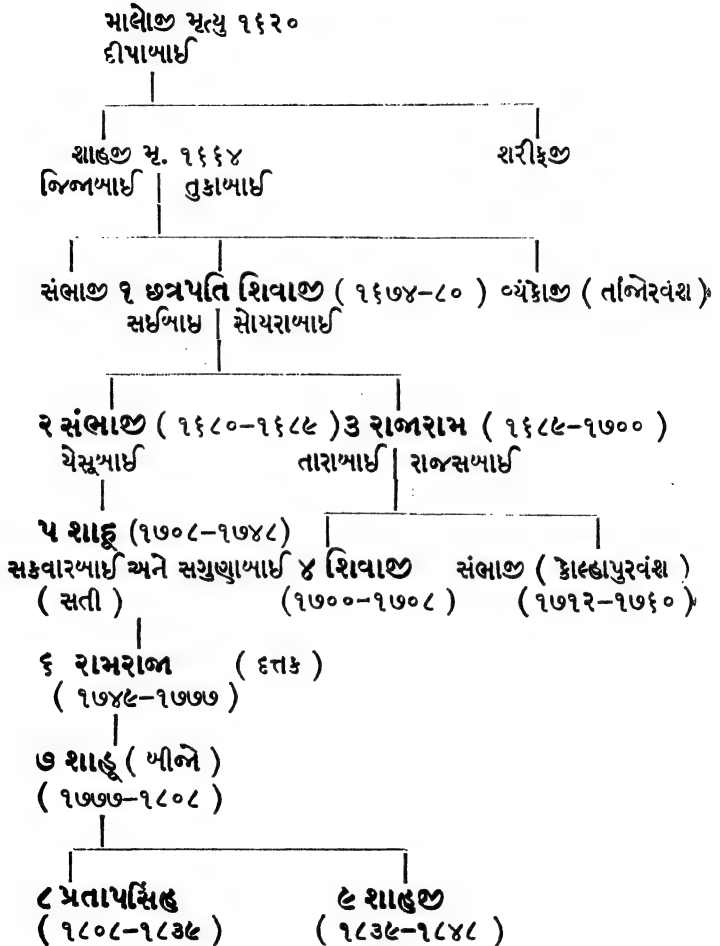 માલોજી મૃત્યુ ૧૬૨૦
દીપાબાઈ
શાહજી મૃ. ૧૬૬૪ શરીફજી
જિજાબાઈ તુકાબાઈ
સંભાજી ૧ છત્રપતિ શિવાજી ( ૧૬૭૪–૮૦ ) વ્યંકોજી ( તાંજોરવંશ )
સઈબાઇ સોયરાબાઈ
૨ સંભાજી ( ૧૬૮૦–૧૬૮૯ ) ૩ રાજારામ ( ૧૬૮૯–૧૭૦૦ )
યેસૂબાઈ તારાબાઈ રાજસબાઈ
૫ શાહૂ (૧૭૦૮–૧૭૪૮)
સકવારબાઈ અને સગુણાબાઈ ૪ શિવાજી સંભાજી ( કોલ્હાપુરવંશ )
( સતી ) (૧૭૦૦–૧૭૦૮ ) (૧૭૧૨–૧૭૬૦ )
૬ રામરાજા ( દત્તક )
( ૧૭૪૯–૧૭૭૭ )
૭ શાહૂ ( બીજો )
( ૧૭૭૭–૧૮૦૮ )
૮ પ્રતાપસિંહ ૯ શાહજી
( ૧૮૦૮–૧૮૩૯ ) ( ૧૮૩૯–૧૮૪૮ )